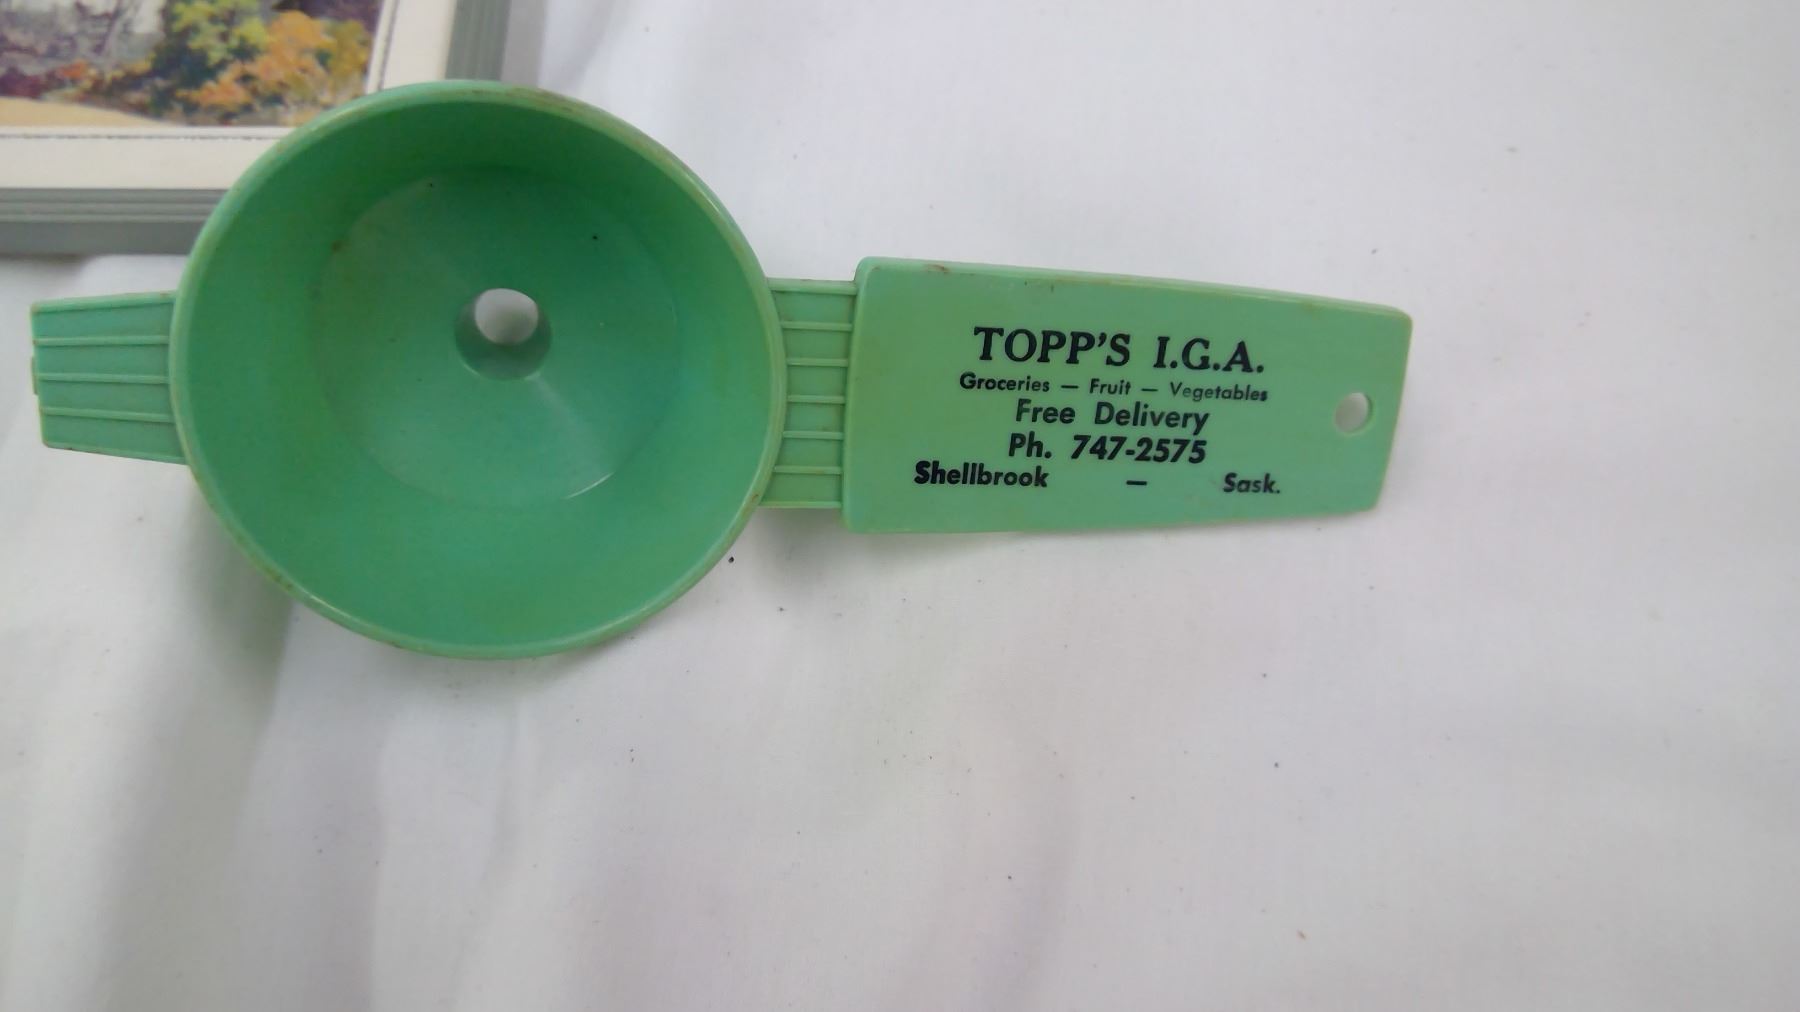 TOPP'S I.G.A.
Groceries — Fruit — Vegetables
Free Delivery
Ph. 747-2575
Shellbrook — Sask.